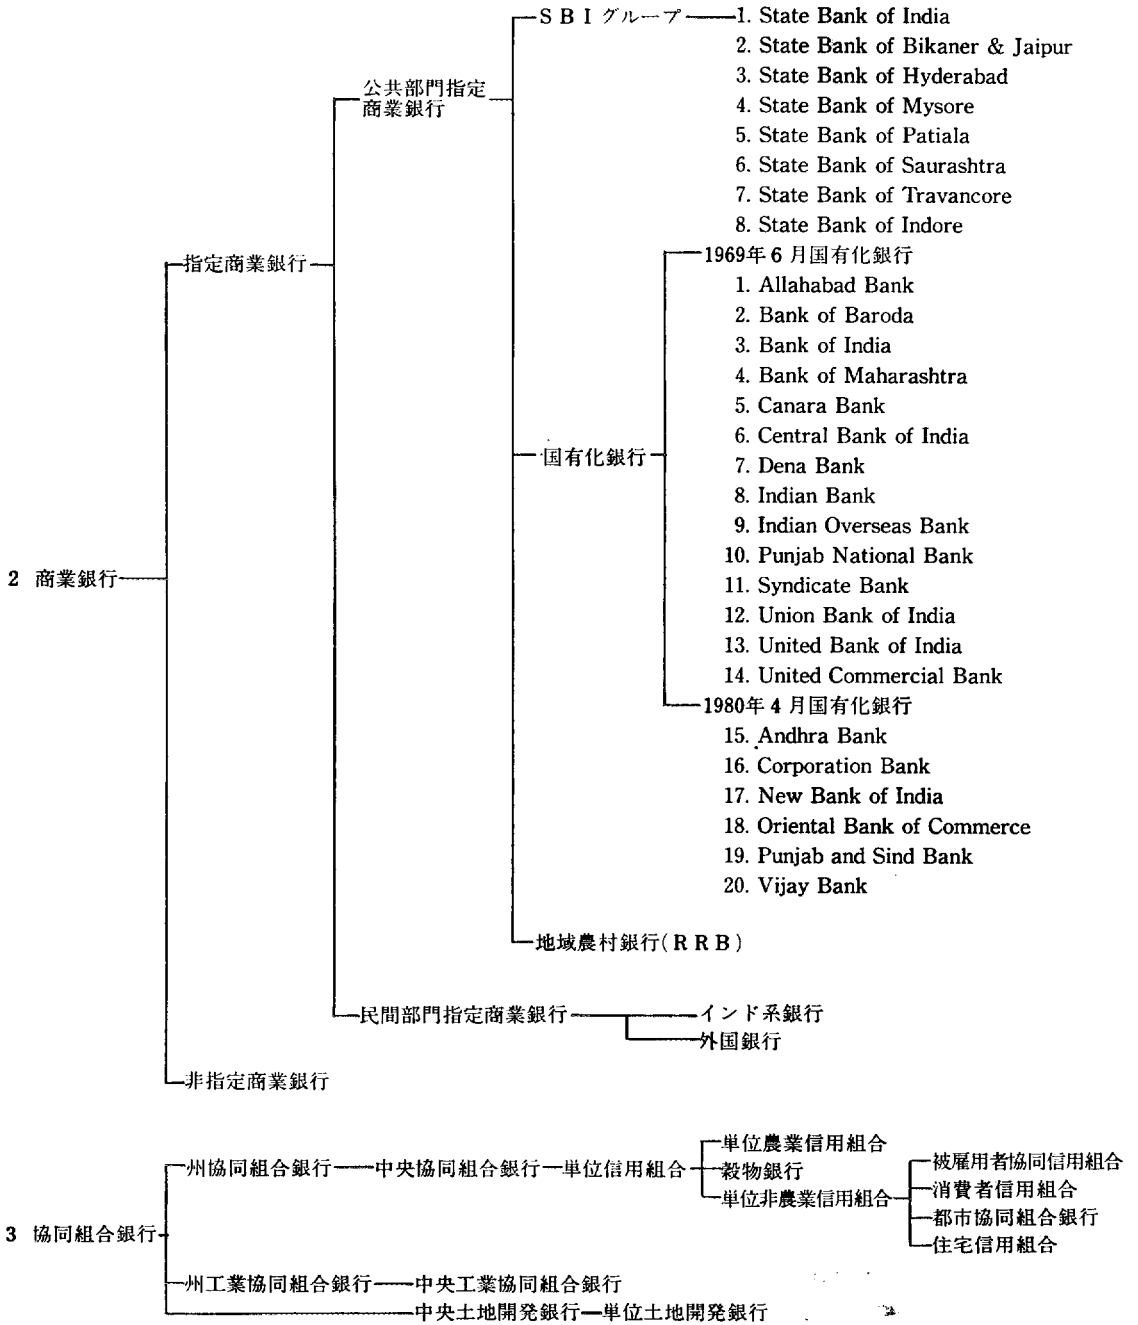 SBIグループ 1. State Bank of India
2. State Bank of Bikaner & Jaipur
公共部門指定
商業銀行
3. State Bank of Hyderabad
4. State Bank of Mysore
5. State Bank of Patiala
6. State Bank of Saurashtra
7. State Bank of Travancore
8. State Bank of Indore
指定商業銀行
1969年6月国有化銀行
1. Allahabad Bank
2. Bank of Baroda
3. Bank of India
4. Bank of Maharashtra
5. Canara Bank
6. Central Bank of India
国有化銀行
7. Dena Bank
8. Indian Bank
9. Indian Overseas Bank
10. Punjab National Bank
2 商業銀行
11. Syndicate Bank
12. Union Bank of India
13. United Bank of India
14. United Commercial Bank
1980年4月国有化銀行
15. Andhra Bank
16. Corporation Bank
17. New Bank of India
18. Oriental Bank of Commerce
19. Punjab and Sind Bank
20. Vijay Bank
地域農村銀行(RRB)
民間部門指定商業銀行 インド系銀行
外国銀行
非指定商業銀行
単位農業信用組合
州協同組合銀行 中央協同組合銀行 単位信用組合 穀物銀行
単位非農業信用組合
被雇用者協同信用組合
消費者信用組合
都市協同組合銀行
住宅信用組合
3 協同組合銀行
州工業協同組合銀行 中央工業協同組合銀行
中央土地開発銀行 単位土地開発銀行